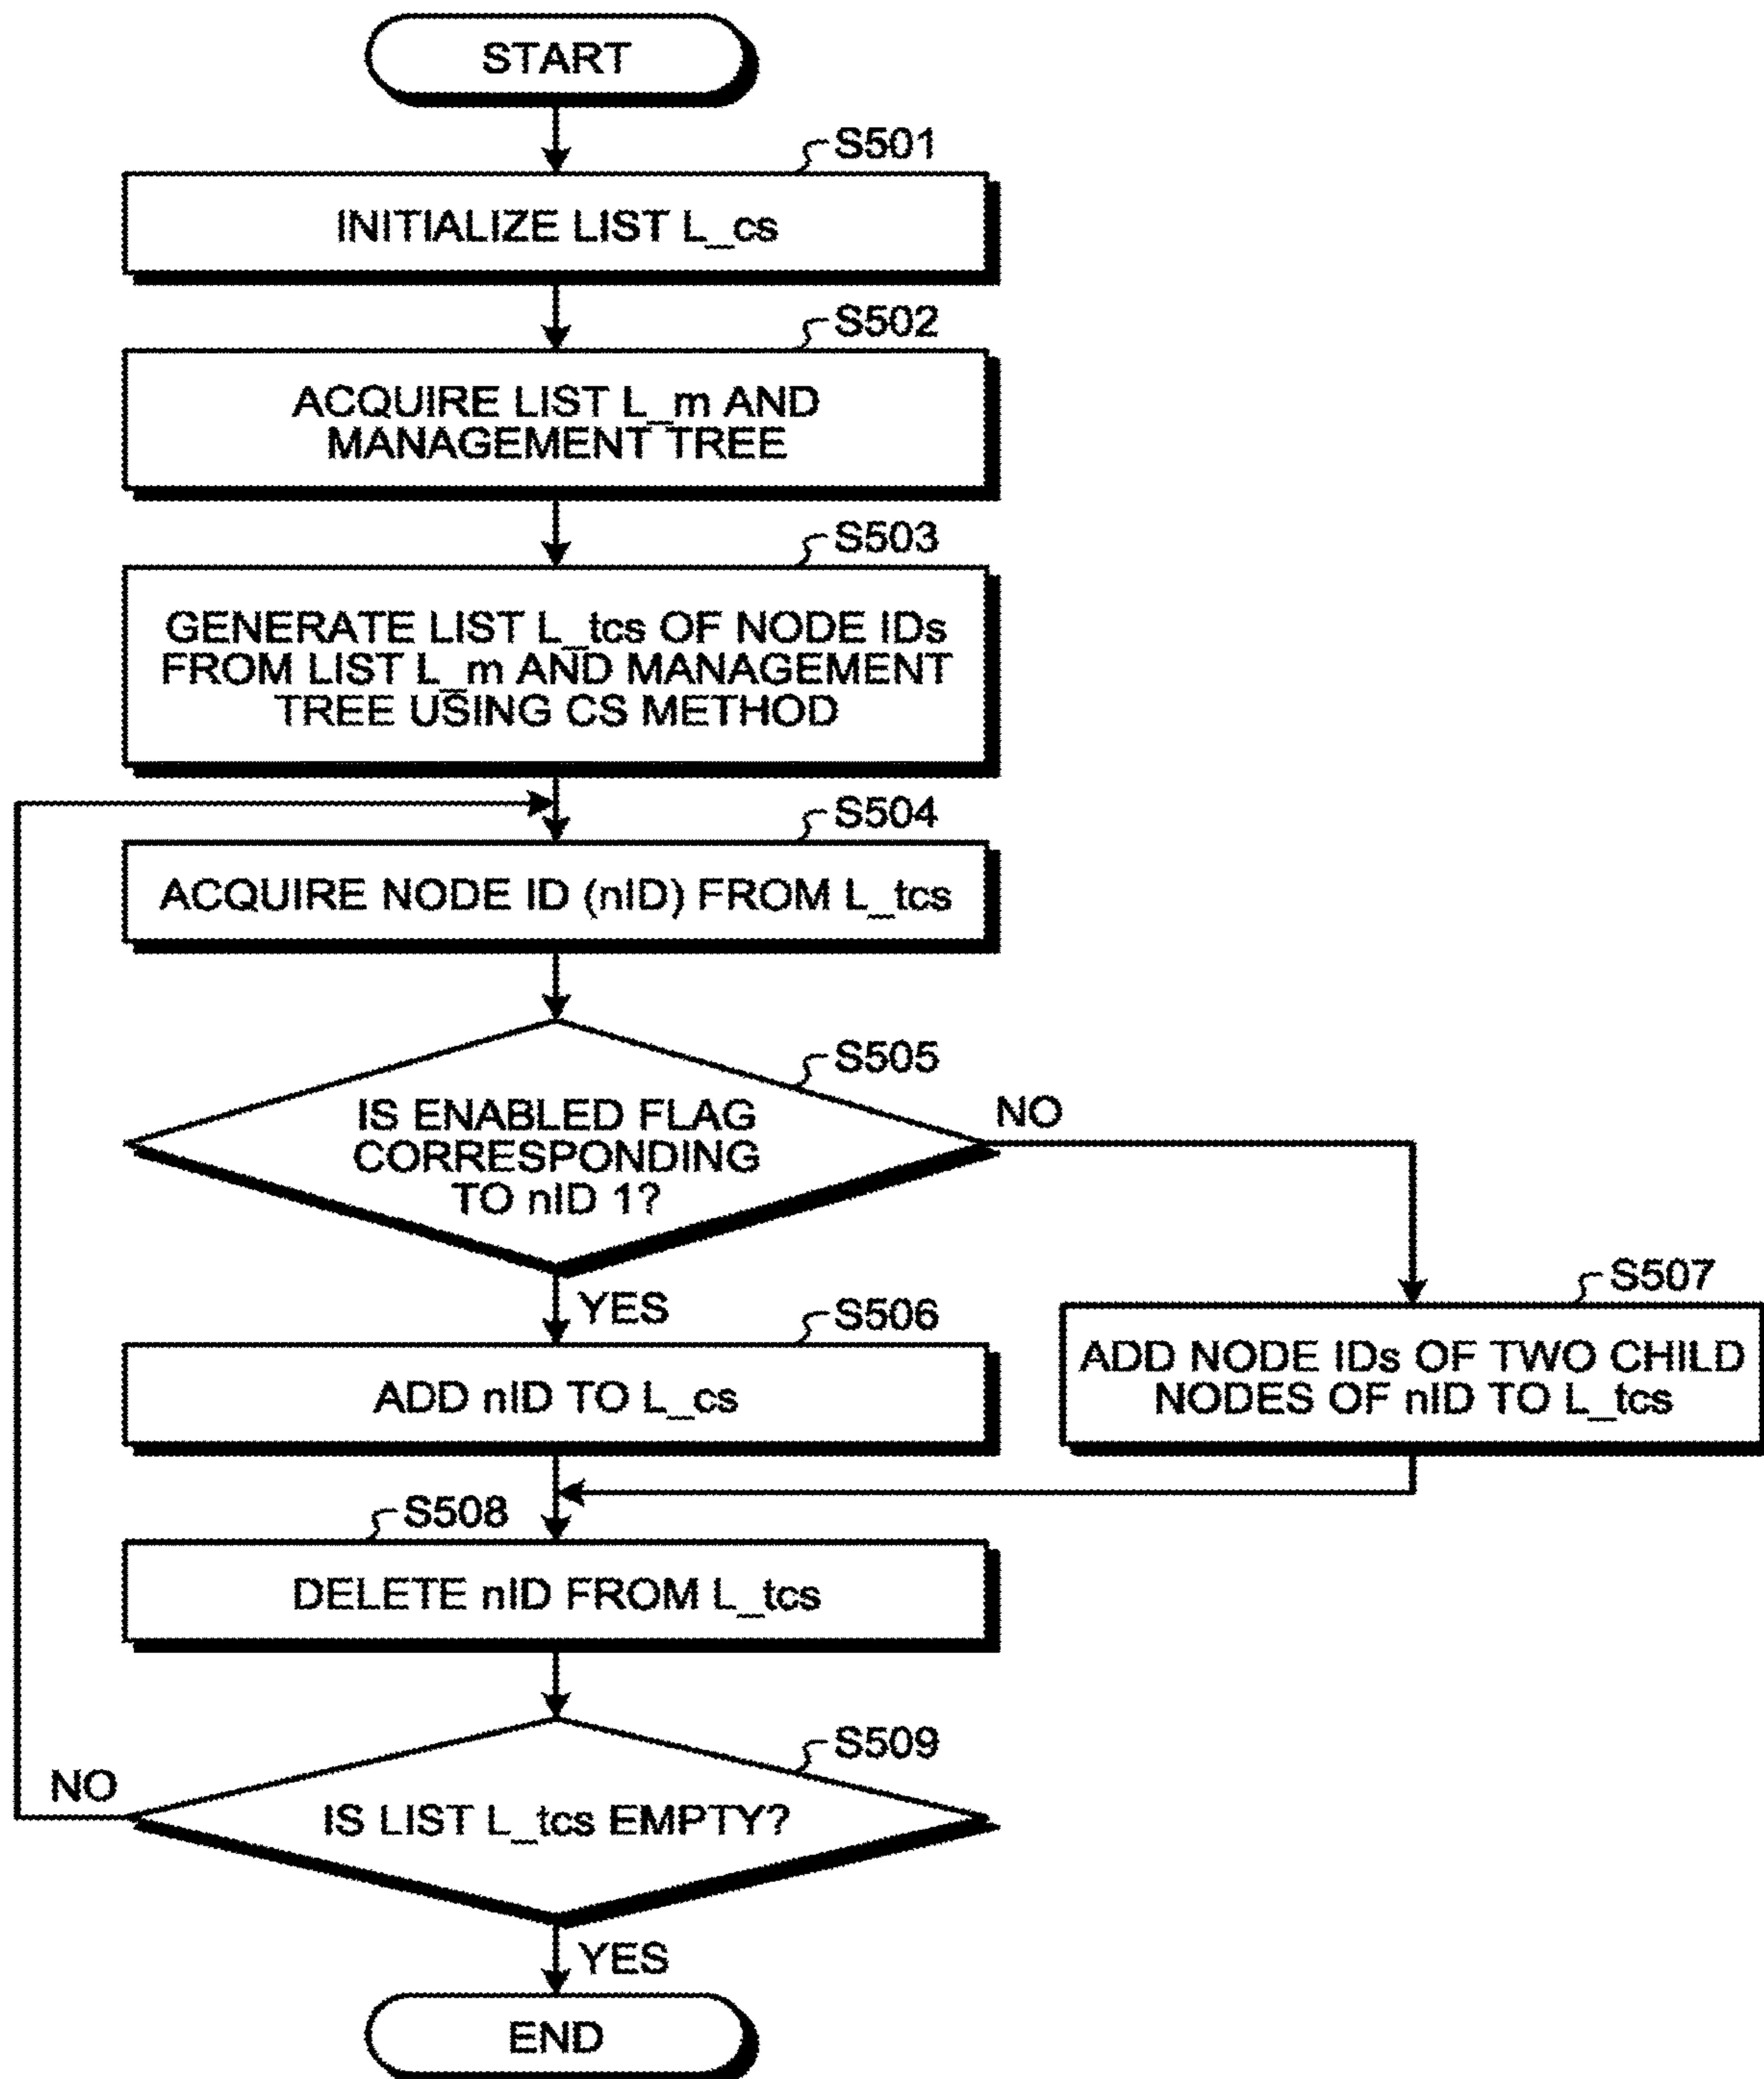 START
S501
INITIALIZE LIST L_cs
S502
ACQUIRE LIST L_m AND
MANAGEMENT TREE
S503
GENERATE LIST L_tcs OF NODE IDs
FROM LIST L_m AND MANAGEMENT
TREE USING CS METHOD
S504
ACQUIRE NODE ID (nID) FROM L_tcs
S505
IS ENABLED FLAG
CORRESPONDING
TO nID 1?
NO
YES
S506
ADD nID TO L_cs
S507
ADD NODE IDs OF TWO CHILD
NODES OF nID TO L_tcs
S508
DELETE nID FROM L_tcs
S509
IS LIST L_tcs EMPTY?
NO
YES
END